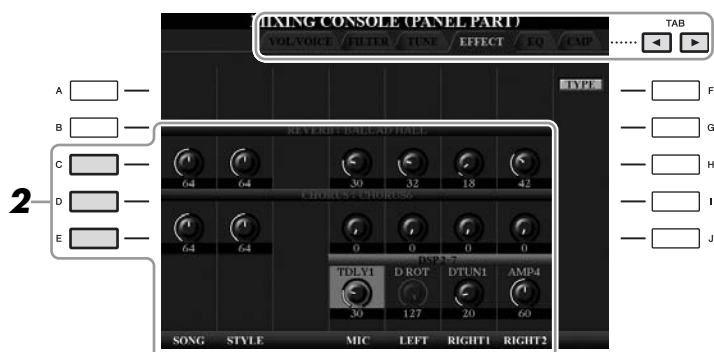 MIXING CONSOLE (PANEL PART)
TAB
VOL/VOICE FILTER TUNE EFFECT EQ CMP
A
B
C
D
E
F
G
H
I
J
2
TYPE
REVERB: BALLAD HALL
64 64 30 32 18 42
CHORUS: CHORUS6
64 64 0 0 0 0
DSP2-7
TDLY1 D ROT DTUN1 AMP4
30 127 20 60
SONG STYLE MIC LEFT RIGHT1 RIGHT2